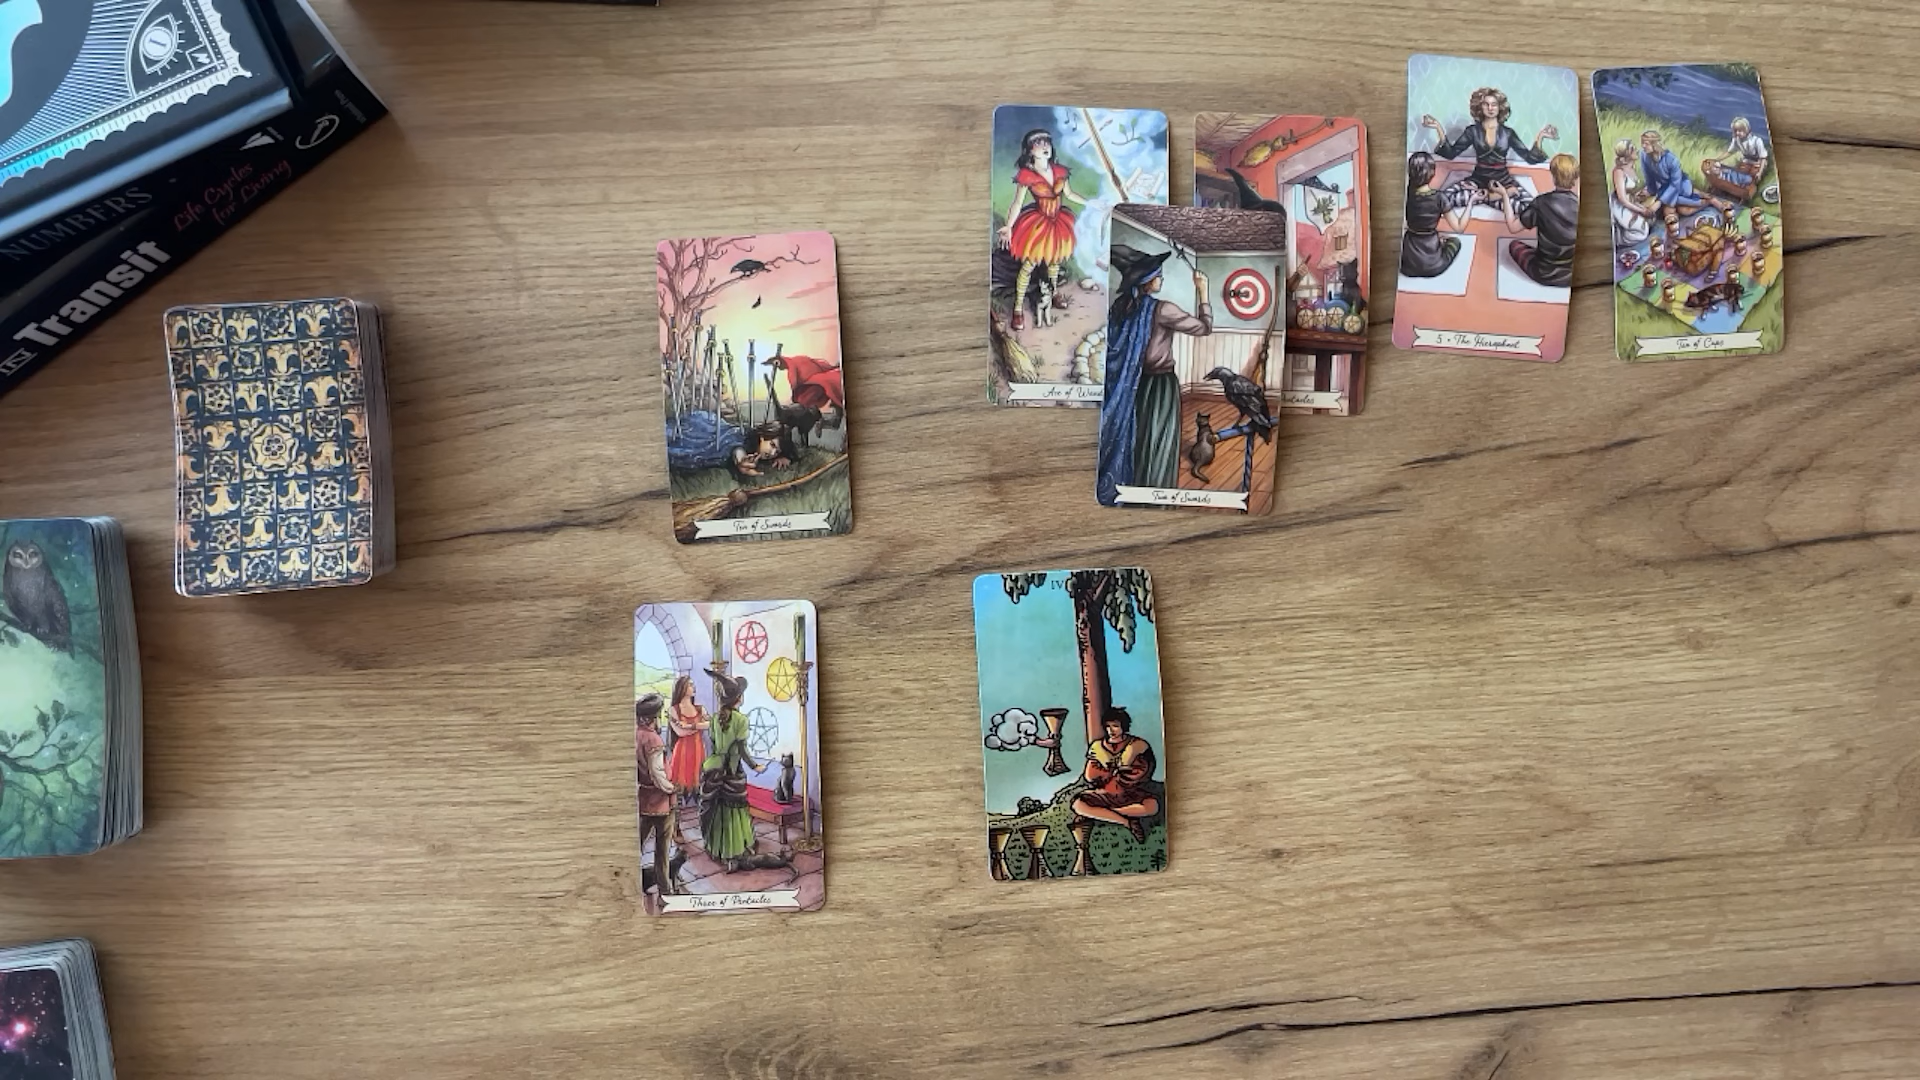 NUMBERS
Life Cycles
for Living
Transit
Ace of Wands
5 • The Hierophant
Ten of Cups
Two of Swords
Ten of Swords
IV
Three of Pentacles